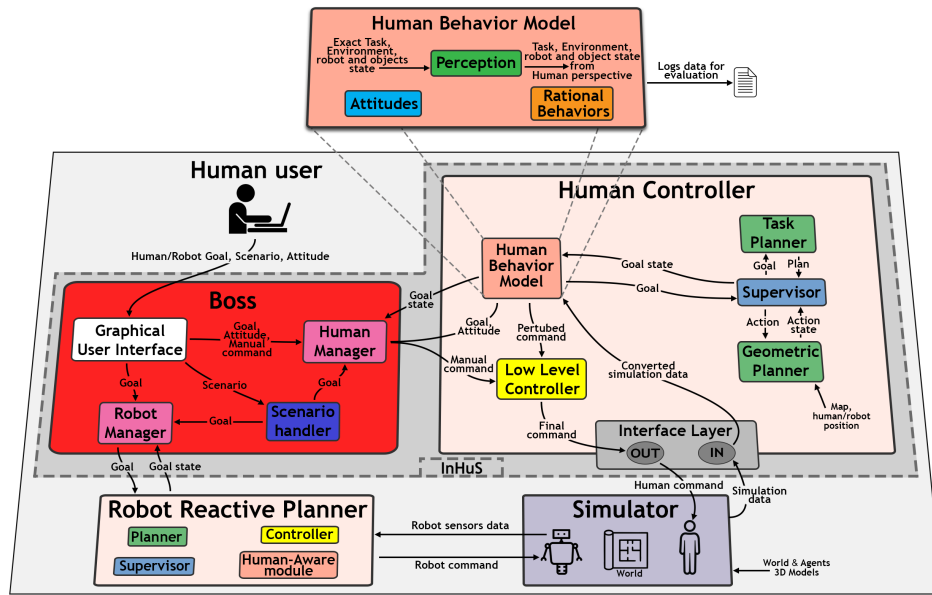 Human Behavior Model
Exact Task,
Environment,
robot and objects
state
Perception
Task, Environment,
robot and object state
from
Human perspective
Attitudes
Rational
Behaviors
Logs data for
evaluation
Human user
Human/Robot Goal, Scenario, Attitude
Human Controller
Human
Behavior
Model
Goal state
Goal
Task
Planner
Goal
Plan
Supervisor
Action
Action
state
Geometric
Planner
Map,
human/robot
position
Goal
state
Goal,
Attitude
Pertubed
command
Manual
command
Low Level
Controller
Converted
simulation data
Final
command
Interface Layer
OUT
IN
Boss
Graphical
User Interface
Goal,
Attitude,
Manual
command
Human
Manager
Goal
Scenario
Goal
Robot
Manager
Goal
Scenario
handler
InHuS
Goal
Goal state
Human command
Simulation
data
Robot Reactive Planner
Planner
Controller
Supervisor
Human-Aware
module
Robot sensors data
Robot command
Simulator
World
World & Agents
3D Models